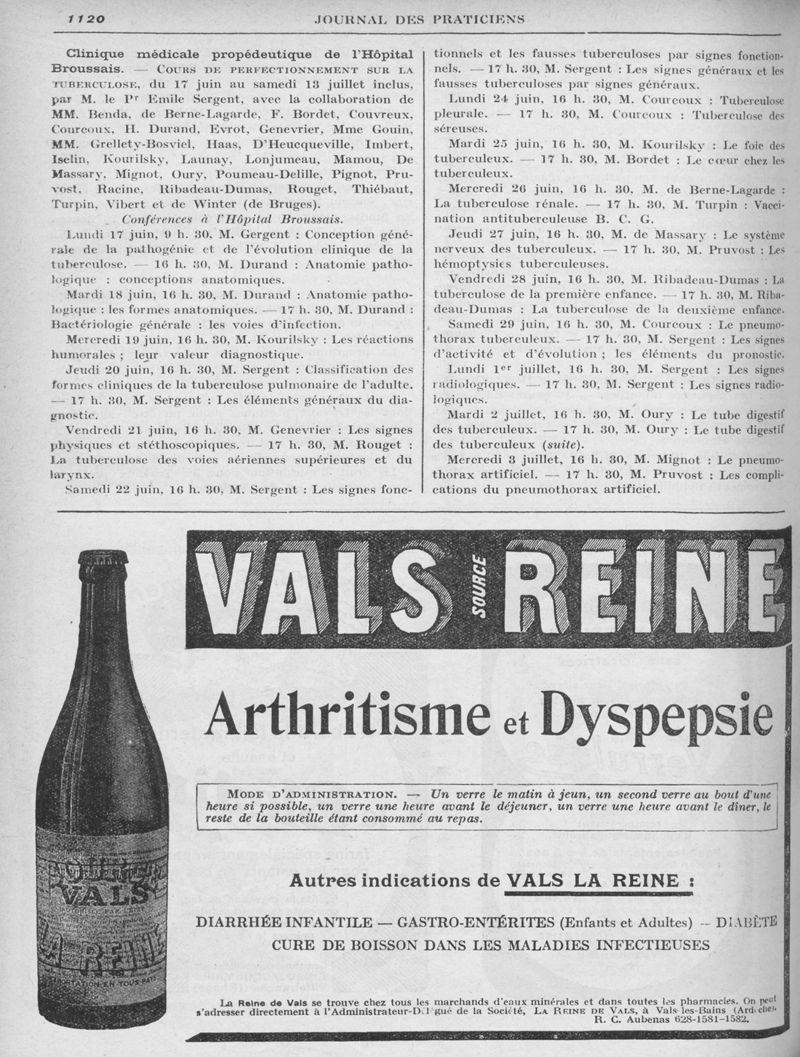 1120
JOURNAL DES PRATICIENS
Clinique médicale propédeutique de l'Hôpital
Broussais. — COURS DE PERFECTIONNEMENT SUR LA
TUBERCULOSE, du 17 juin au samedi 13 juillet inclus,
par M. le Pr Emile Sergent, avec la collaboration de
MM. Benda, de Berne-Lagarde, F. Bordet, Couvreux,
Courcoux, H. Durand, Evrot, Genevrier, Mme Gouin,
MM. Grellety-Bosviel, Haas, D'Heucqueville, Imbert,
Iselin, Kourilsky, Launay, Lonjumeau, Mamou, De
Massary, Mignot, Oury, Poumeau-Delille, Pignot, Pru-
vost, Racine, Ribadeau-Dumas, Rouget, Thiébaut,
Turpin, Vibert et de Winter (de Bruges).
Conférences à l'Hôpital Broussais.
Lundi 17 juin, 9 h. 30, M. Gergent : Conception géné-
rale de la pathogénie et de l'évolution clinique de la
tuberculose. — 16 h. 30, M. Durand : Anatomie patho-
logique : conceptions anatomiques.
Mardi 18 juin, 16 h. 30, M. Durand : Anatomie patho-
logique : les formes anatomiques. — 17 h. 30, M. Durand :
Bactériologie générale : les voies d'infection.
Mercredi 19 juin, 16 h. 30, M. Kourilsky : Les réactions
humorales ; leur valeur diagnostique.
Jeudi 20 juin, 16 h. 30, M. Sergent : Classification des
formes cliniques de la tuberculose pulmonaire de l'adulte.
— 17 h. 30, M. Sergent : Les éléments généraux du dia-
gnostic.
Vendredi 21 juin, 16 h. 30, M. Genevrier : Les signes
physiques et stéthoscopiques. — 17 h. 30, M. Rouget :
La tuberculose des voies aériennes supérieures et du
larynx.
Samedi 22 juin, 16 h. 30, M. Sergent : Les signes fonc-
tionnels et les fausses tuberculoses par signes fonction-
nels. — 17 h. 30, M. Sergent : Les signes généraux et les
fausses tuberculoses par signes généraux.
Lundi 24 juin, 16 h. 30, M. Courcoux : Tuberculose
pleurale. — 17 h. 30, M. Courcoux : Tuberculose des
séreuses.
Mardi 25 juin, 16 h. 30, M. Kourilsky : Le foie des
tuberculeux. — 17 h. 30, M. Bordet : Le cœur chez les
tuberculeux.
Mercredi 26 juin, 16 h. 30, M. de Berne-Lagarde :
La tuberculose rénale. — 17 h. 30, M. Turpin : Vacci-
nation antituberculeuse B. C. G.
Jeudi 27 juin, 16 h. 30, M. de Massary : Le système
nerveux des tuberculeux. — 17 h. 30, M. Pruvost : Les
hémoptysies tuberculeuses.
Vendredi 28 juin, 16 h. 30, M. Ribadeau-Dumas : La
tuberculose de la première enfance. — 17 h. 30, M. Riba-
deau-Dumas : La tuberculose de la deuxième enfance.
Samedi 29 juin, 16 h. 30, M. Courcoux : Le pneumo-
thorax tuberculeux. — 17 h. 30, M. Sergent : Les signes
d'activité et d'évolution ; les éléments du pronostic.
Lundi 1er juillet, 16 h. 30, M. Sergent : Les signes
radiologiques. — 17 h. 30, M. Sergent : Les signes radio-
logiques.
Mardi 2 juillet, 16 h. 30, M. Oury : Le tube digestif
des tuberculeux. — 17 h. 30, M. Oury : Le tube digestif
des tuberculeux (suite).
Mercredi 3 juillet, 16 h. 30, M. Mignot : Le pneumo-
thorax artificiel. — 17 h. 30, M. Pruvost : Les compli-
cations du pneumothorax artificiel.
VALS SOURCE REINE
Arthritisme et Dyspepsie
MODE D'ADMINISTRATION. — Un verre le matin à jeun, un second verre au bout d'une
heure si possible, un verre une heure avant le déjeuner, un verre une heure avant le dîner, le
reste de la bouteille étant consommé au repas.
VALS
LA REINE
Autres indications de VALS LA REINE :
DIARRHÉE INFANTILE — GASTRO-ENTÉRITES (Enfants et Adultes) — DIABÈTE
CURE DE BOISSON DANS LES MALADIES INFECTIEUSES
La Reine de Vals se trouve chez tous les marchands d'eaux minérales et dans toutes les pharmacies. On peut
s'adresser directement à l'Administrateur-Délégué de la Société, LA REINE DE VALS, à Vals-les-Bains (Ardèche).
R. C. Aubenas 628-1581-1582.